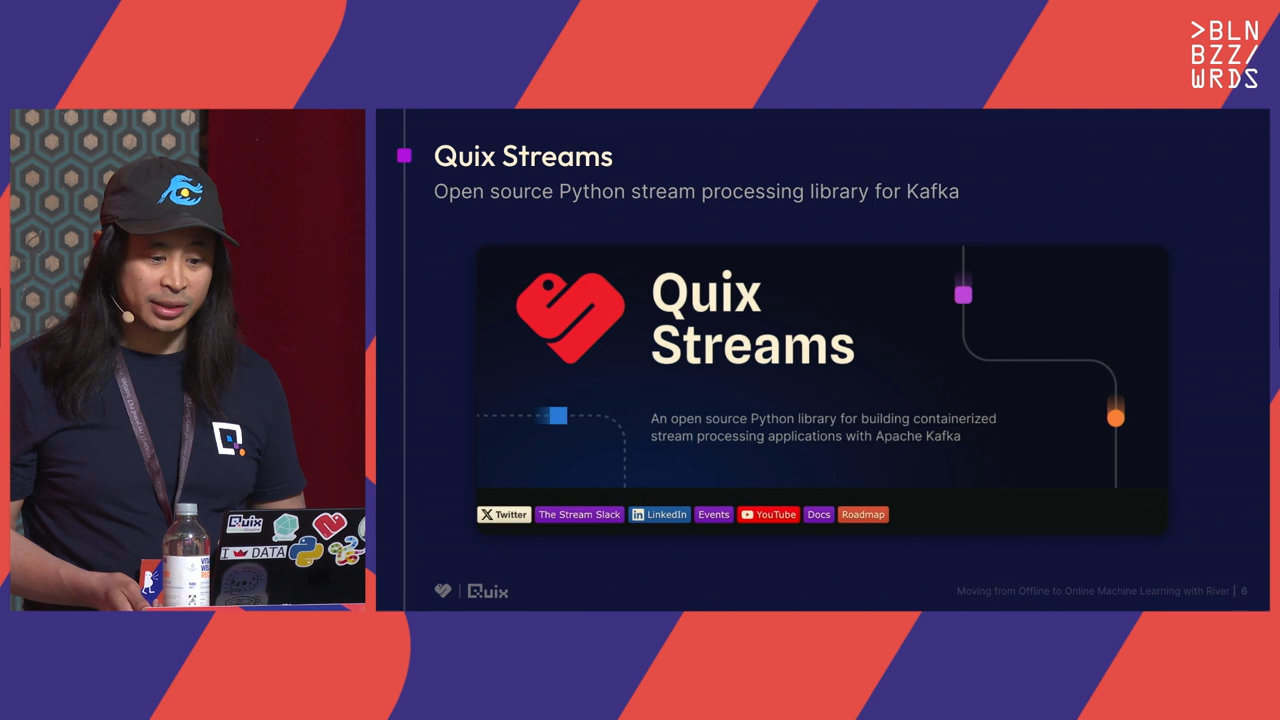 >BLN
BZZ/
WRDS
Quix Streams
Open source Python stream processing library for Kafka
Quix
Streams
An open source Python library for building containerized
stream processing applications with Apache Kafka
X Twitter
The Stream Slack
in LinkedIn
Events
YouTube
Docs
Roadmap
Quix
Moving from Offline to Online Machine Learning with River | 6
Quix
I DATA